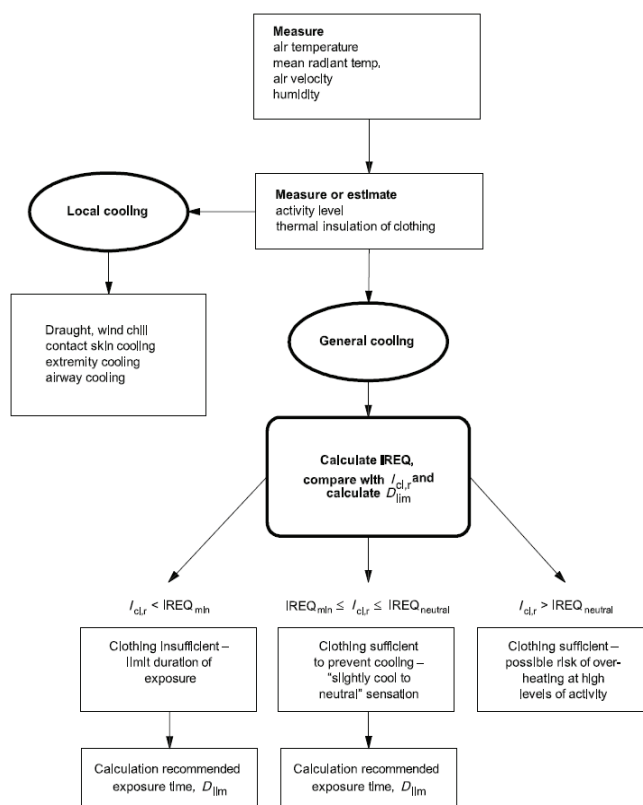 Measure
air temperature
mean radiant temp.
air velocity
humidity
Measure or estimate
activity level
thermal insulation of clothing
Local cooling
Draught, wind chill
contact skin cooling
extremity cooling
airway cooling
General cooling
Calculate IREQ,
compare with I_cl,r and
calculate D_lim
I_cl,r < IREQ_min
IREQ_min ≤ I_cl,r ≤ IREQ_neutral
I_cl,r > IREQ_neutral
Clothing insufficient –
limit duration of
exposure
Clothing sufficient
to prevent cooling –
"slightly cool to
neutral" sensation
Clothing sufficient –
possible risk of over-
heating at high
levels of activity
Calculation recommended
exposure time, D_lim
Calculation recommended
exposure time, D_lim